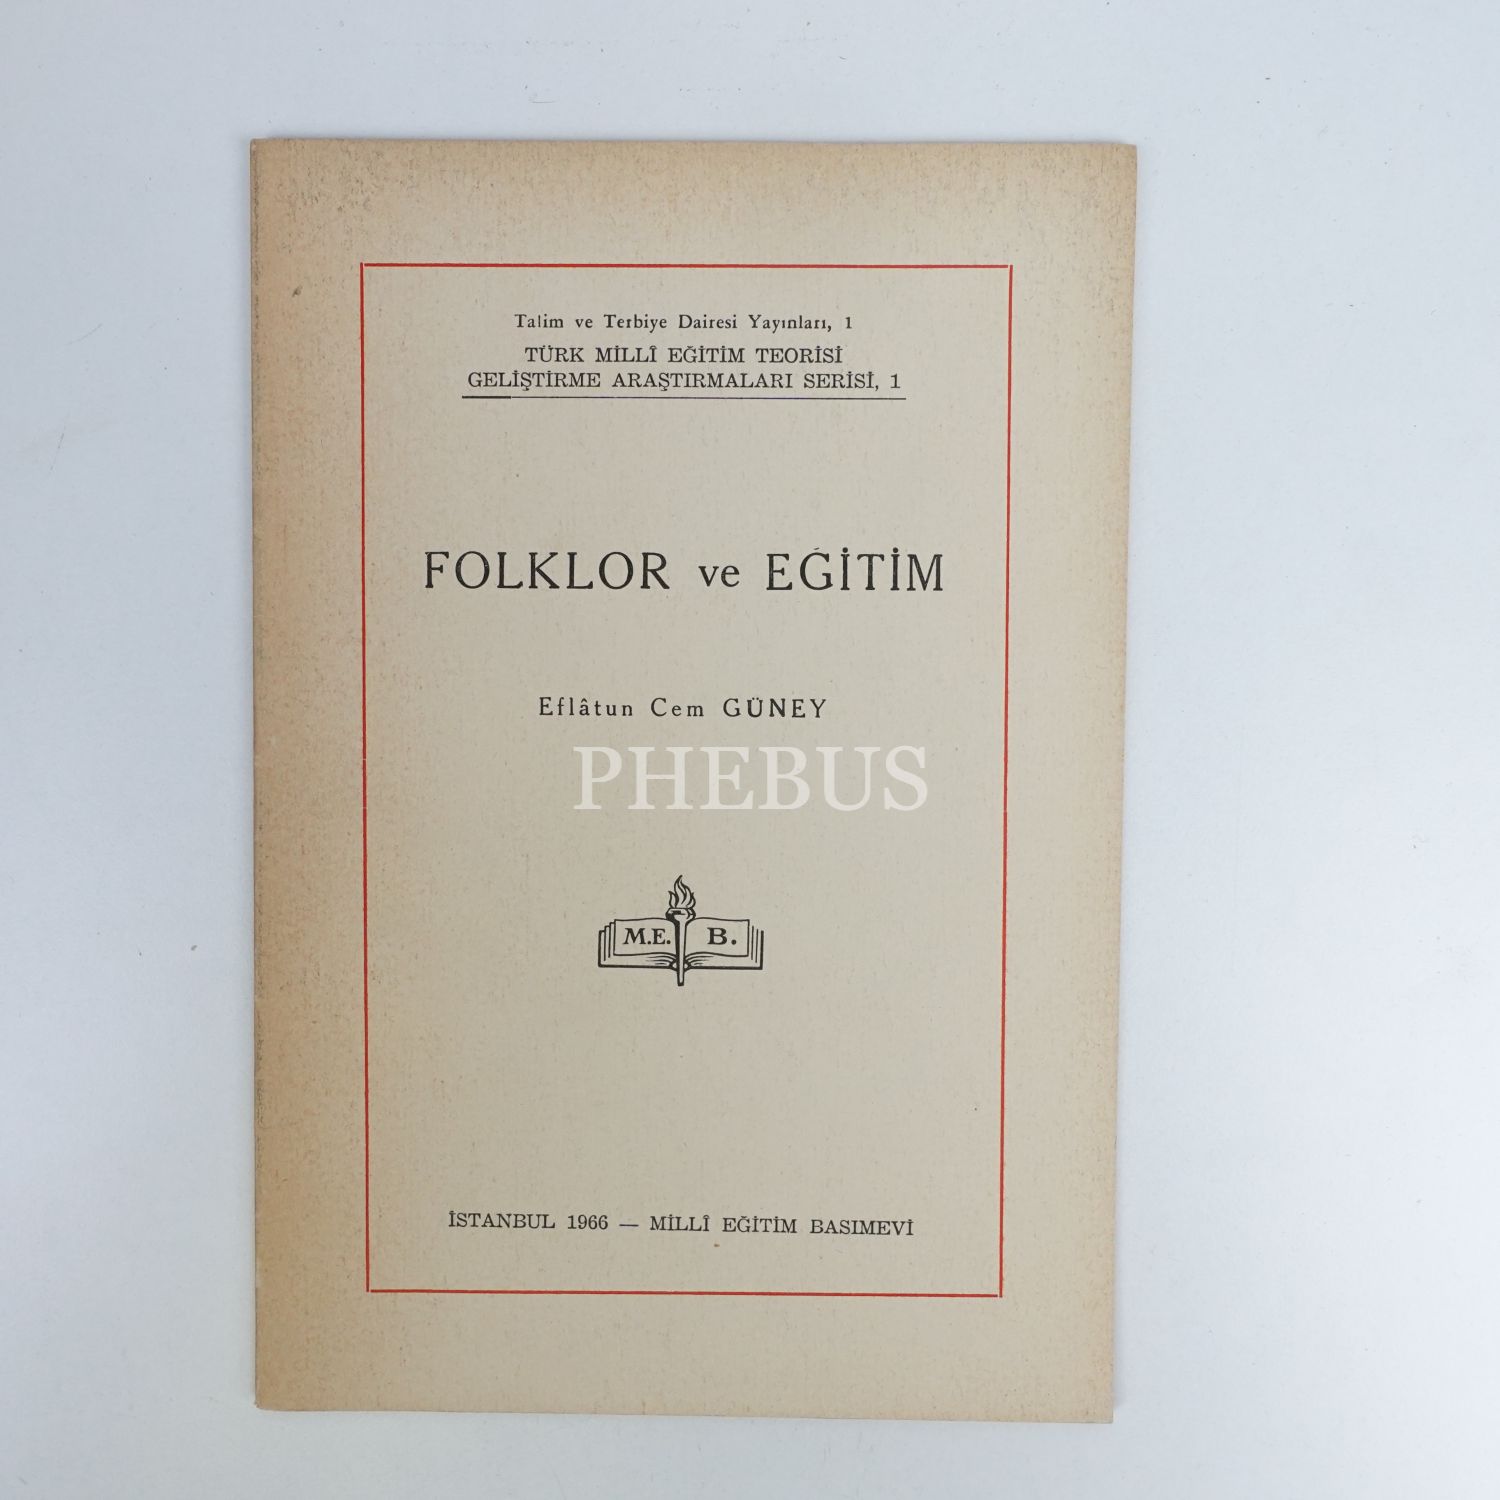 Talim ve Terbiye Dairesi Yayınları, 1
TÜRK MİLLÎ EĞİTİM TEORİSİ
GELİŞTİRME ARAŞTIRMALARI SERİSİ, 1
FOLKLOR ve EĞİTİM
Eflâtun Cem GÜNEY
PHEBUS
M.E. B.
İSTANBUL 1966 — MİLLÎ EĞİTİM BASIMEVİ